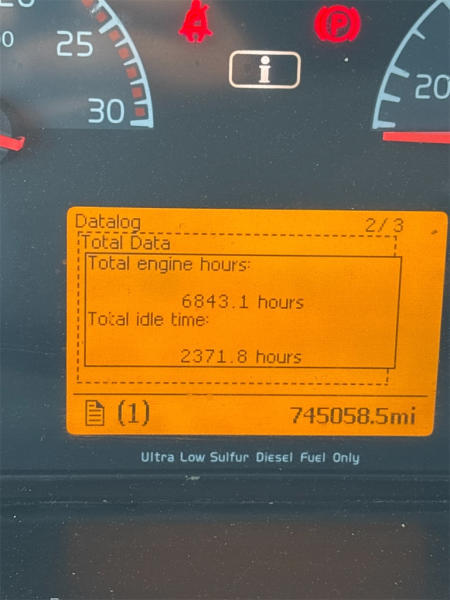 25
30
P
i
20
Datalog 2/3
Total Data
Total engine hours:
6843.1 hours
Total idle time:
2371.8 hours
(1) 745058.5mi
Ultra Low Sulfur Diesel Fuel Only